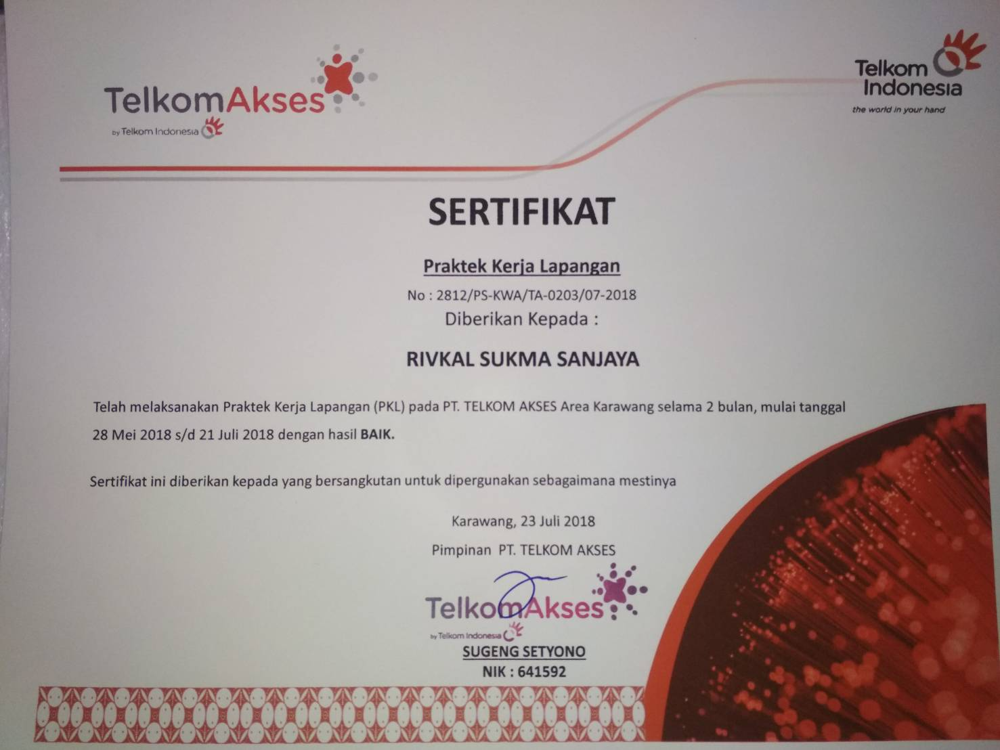 TelkomAkses
by Telkom Indonesia
Telkom
Indonesia
the world in your hand
SERTIFIKAT
Praktek Kerja Lapangan
No : 2812/PS-KWA/TA-0203/07-2018
Diberikan Kepada :
RIVKAL SUKMA SANJAYA
Telah melaksanakan Praktek Kerja Lapangan (PKL) pada PT. TELKOM AKSES Area Karawang selama 2 bulan, mulai tanggal
28 Mei 2018 s/d 21 Juli 2018 dengan hasil BAIK.
Sertifikat ini diberikan kepada yang bersangkutan untuk dipergunakan sebagaimana mestinya
Karawang, 23 Juli 2018
Pimpinan PT. TELKOM AKSES
TelkomAkses
by Telkom Indonesia
SUGENG SETYONO
NIK : 641592